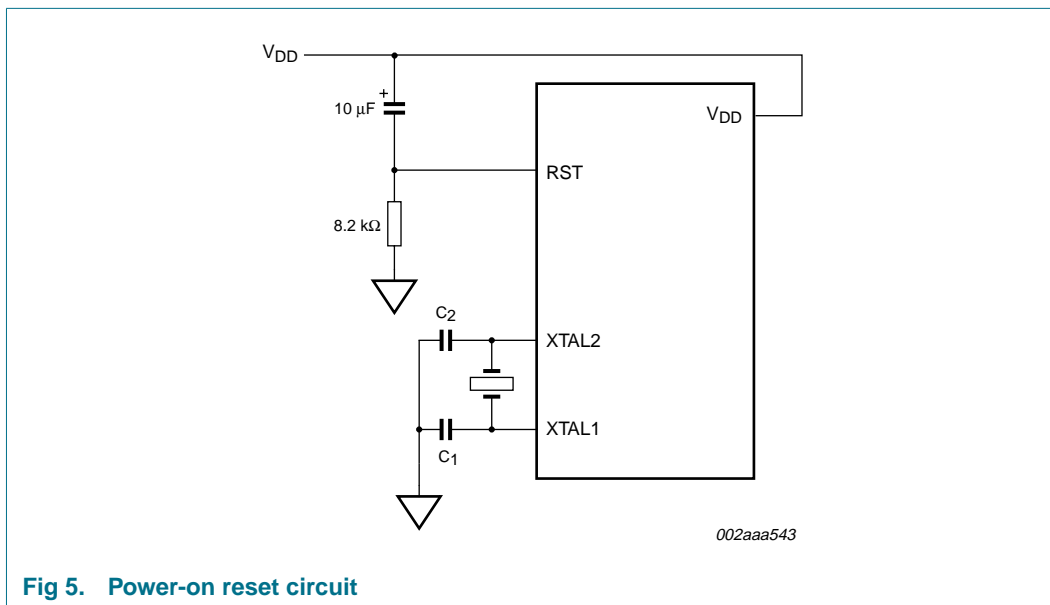 VDD
+
10 μF
VDD
RST
8.2 kΩ
C2
XTAL2
XTAL1
C1
002aaa543
Fig 5. Power-on reset circuit